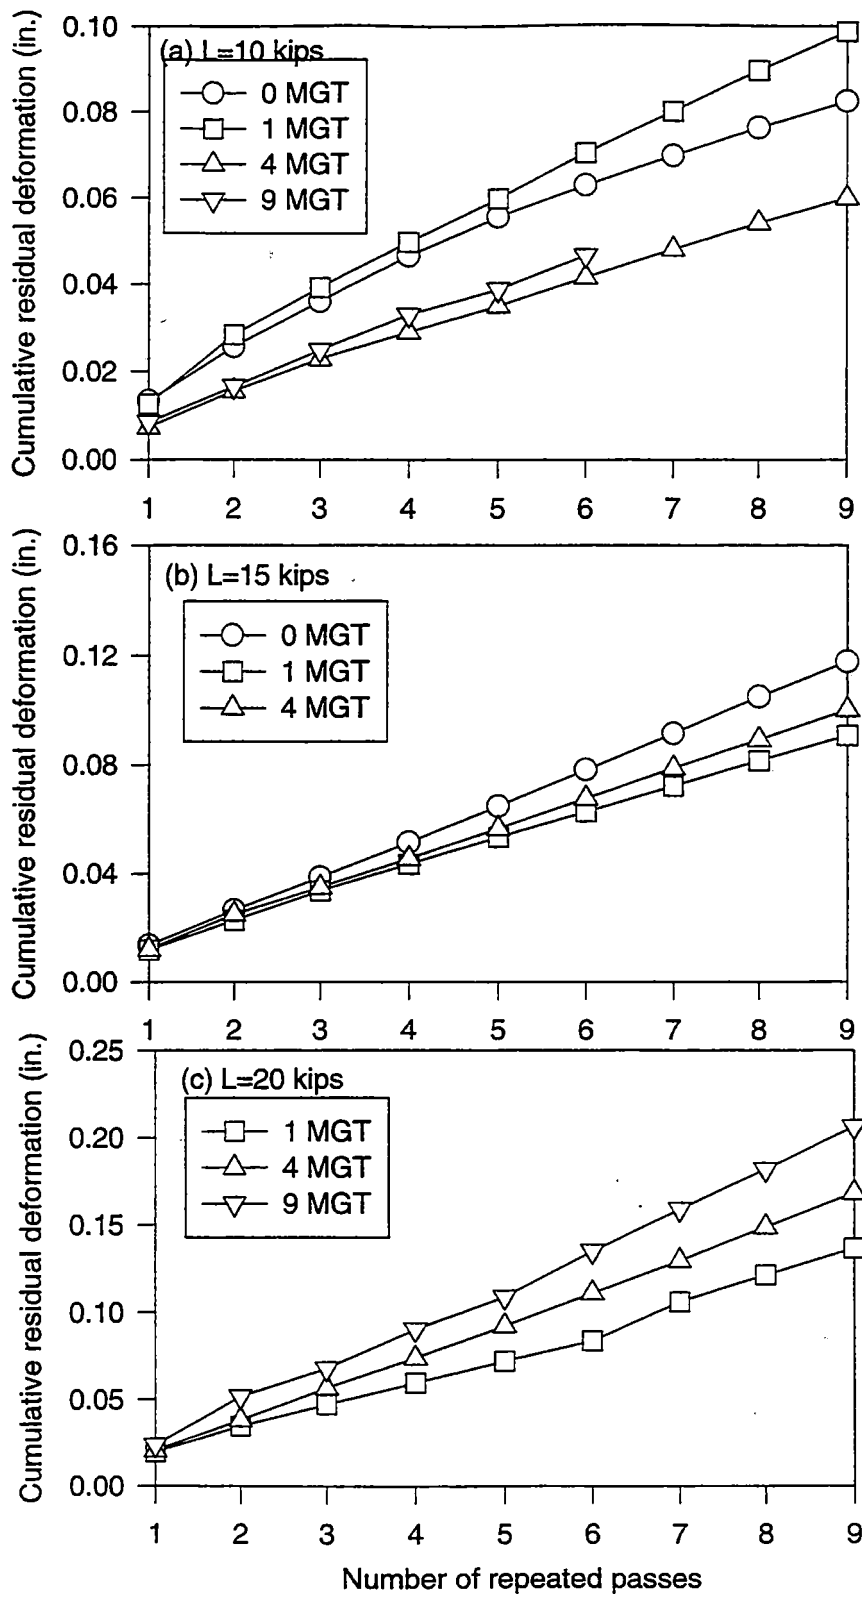 Cumulative residual deformation (in.)
0.10
0.08
0.06
0.04
0.02
0.00
(a) L=10 kips
0 MGT
1 MGT
4 MGT
9 MGT
1 2 3 4 5 6 7 8 9
Cumulative residual deformation (in.)
0.16
0.12
0.08
0.04
0.00
(b) L=15 kips
0 MGT
1 MGT
4 MGT
1 2 3 4 5 6 7 8 9
Cumulative residual deformation (in.)
0.25
0.20
0.15
0.10
0.05
0.00
(c) L=20 kips
1 MGT
4 MGT
9 MGT
1 2 3 4 5 6 7 8 9
Number of repeated passes